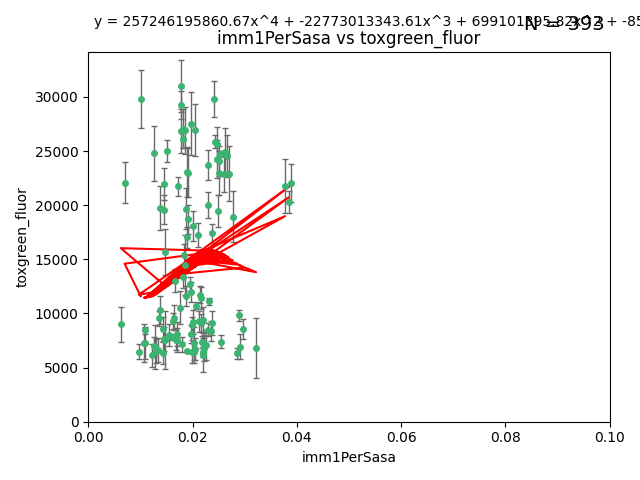 y = 257246195860.67x^4 + -22773013343.61x^3 +
N = 393
imm1PerSasa vs toxgreen_fluor
30000
25000
20000
15000
10000
5000
0
toxgreen_fluor
0.00 0.02 0.04 0.06 0.08 0.10
imm1PerSasa